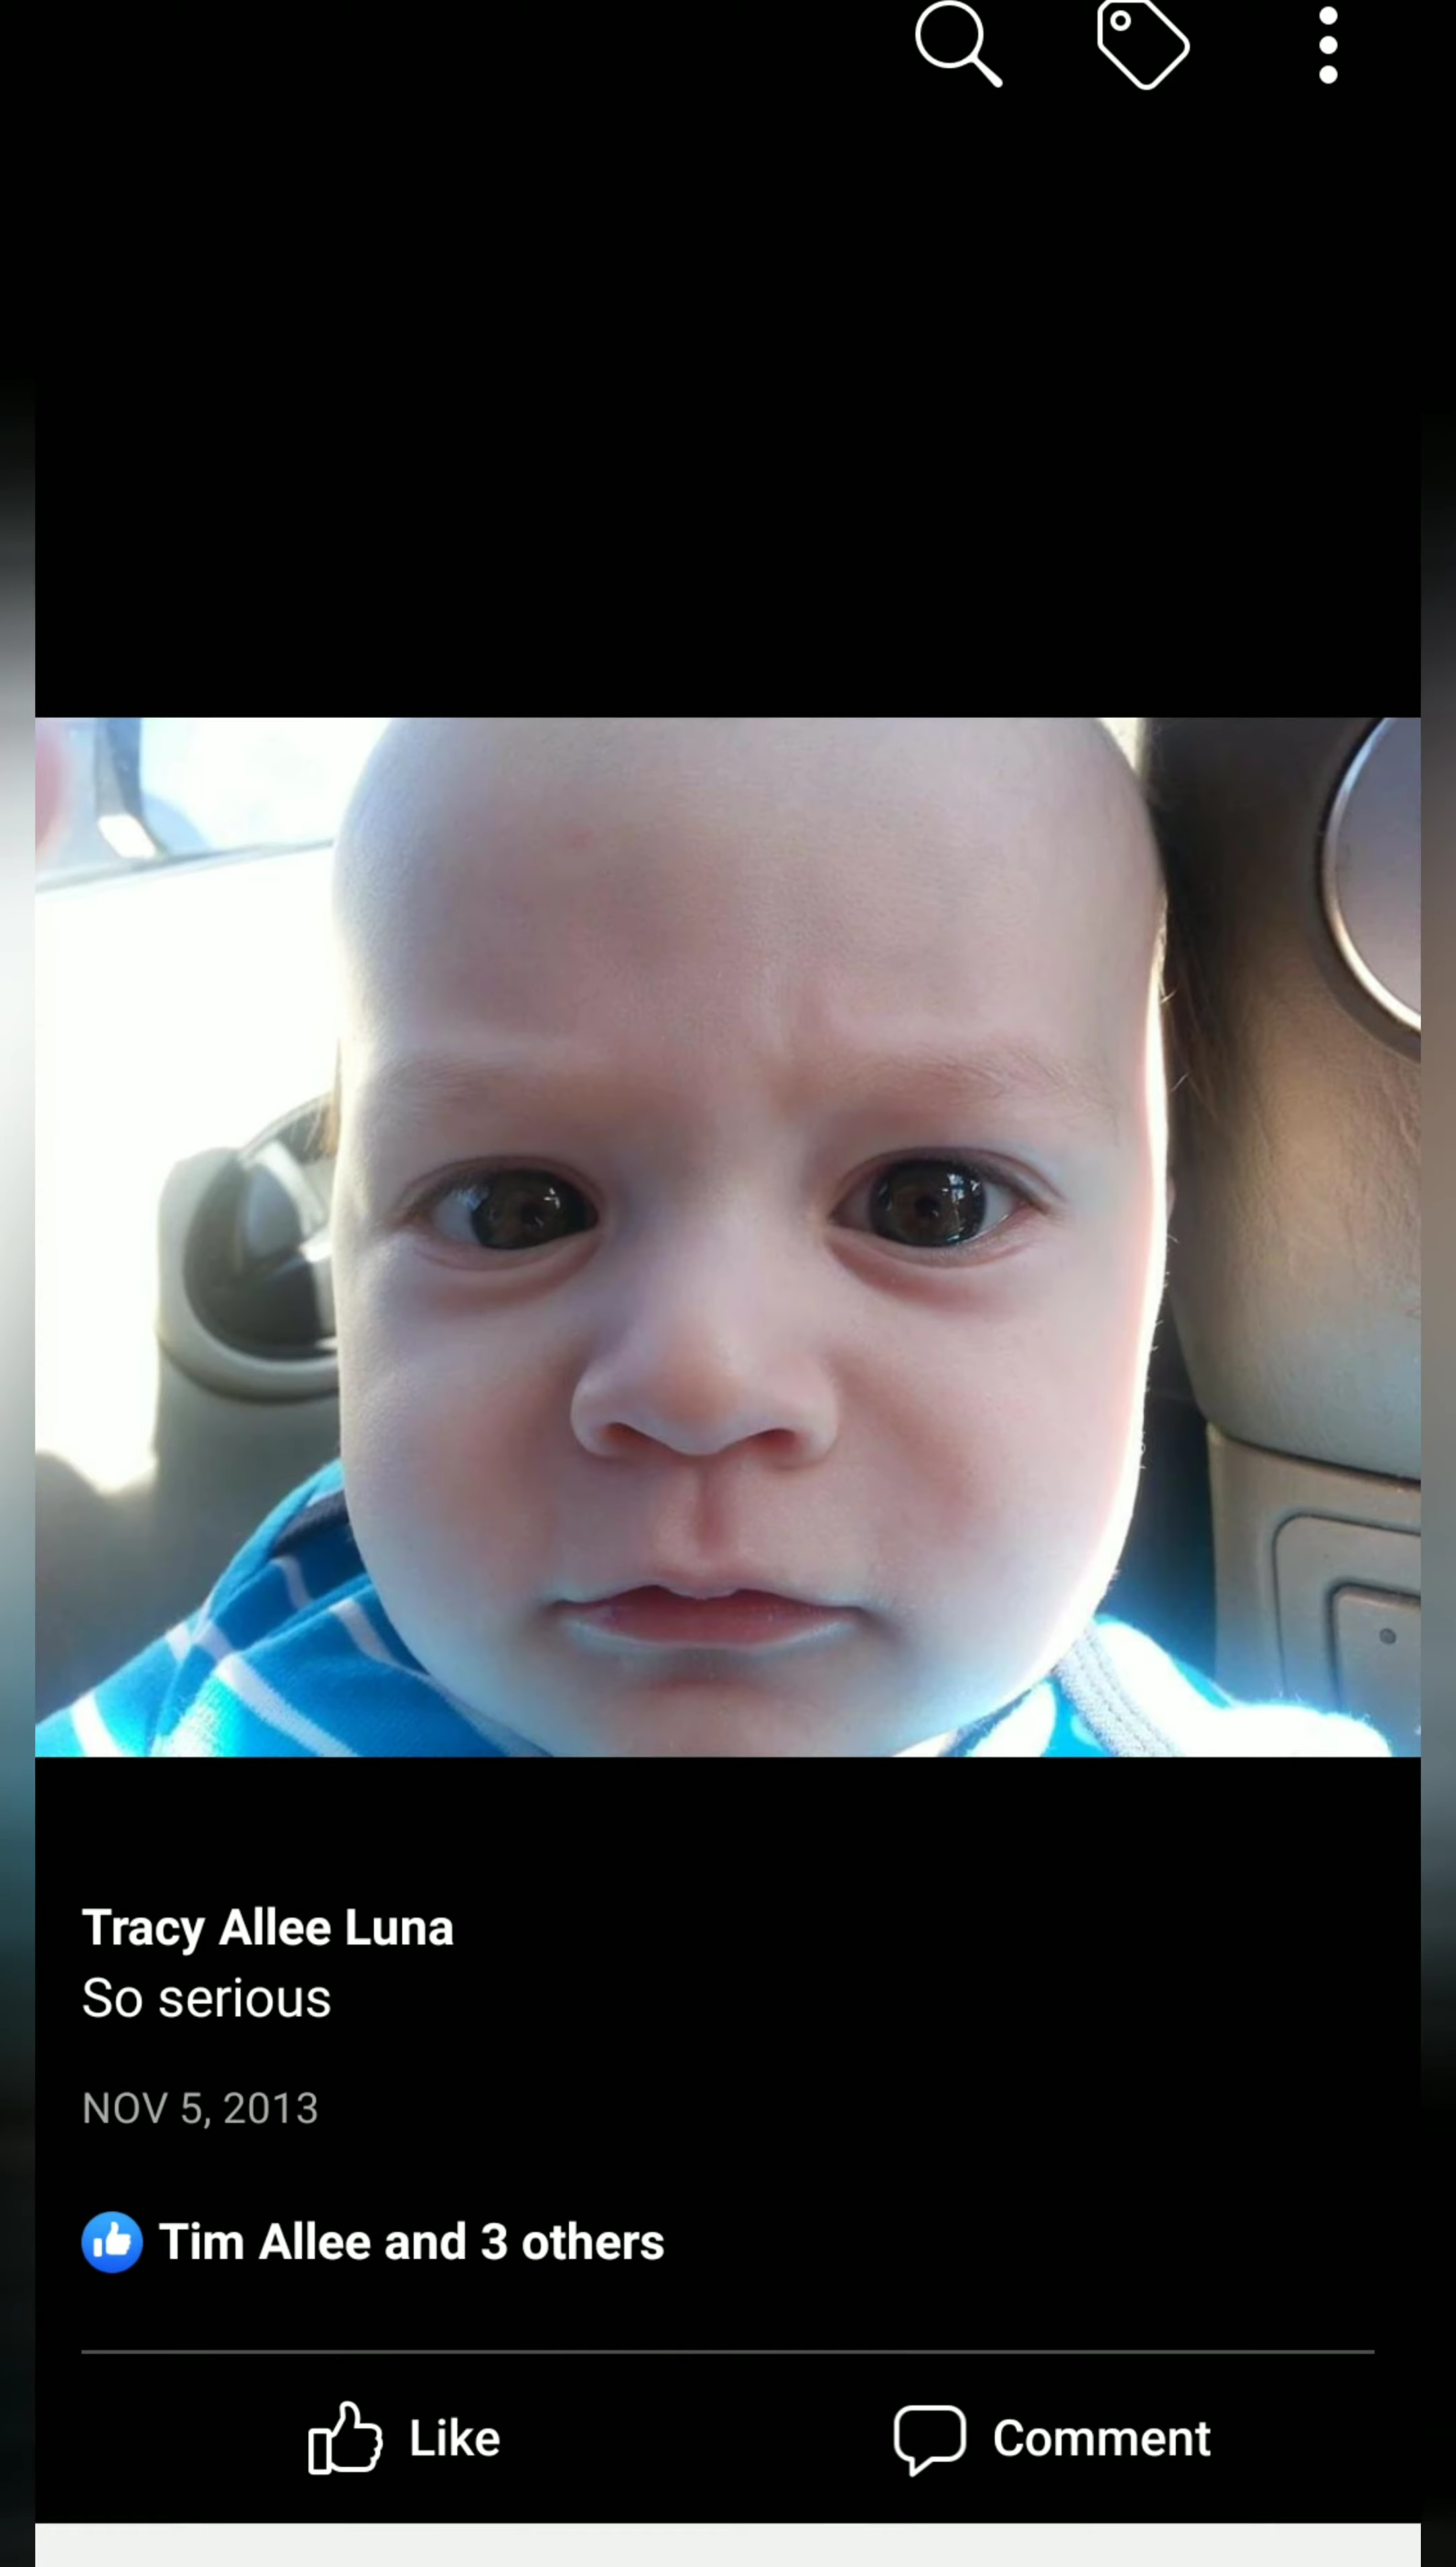 Tracy Allee Luna
So serious
NOV 5, 2013
Tim Allee and 3 others
Like
Comment